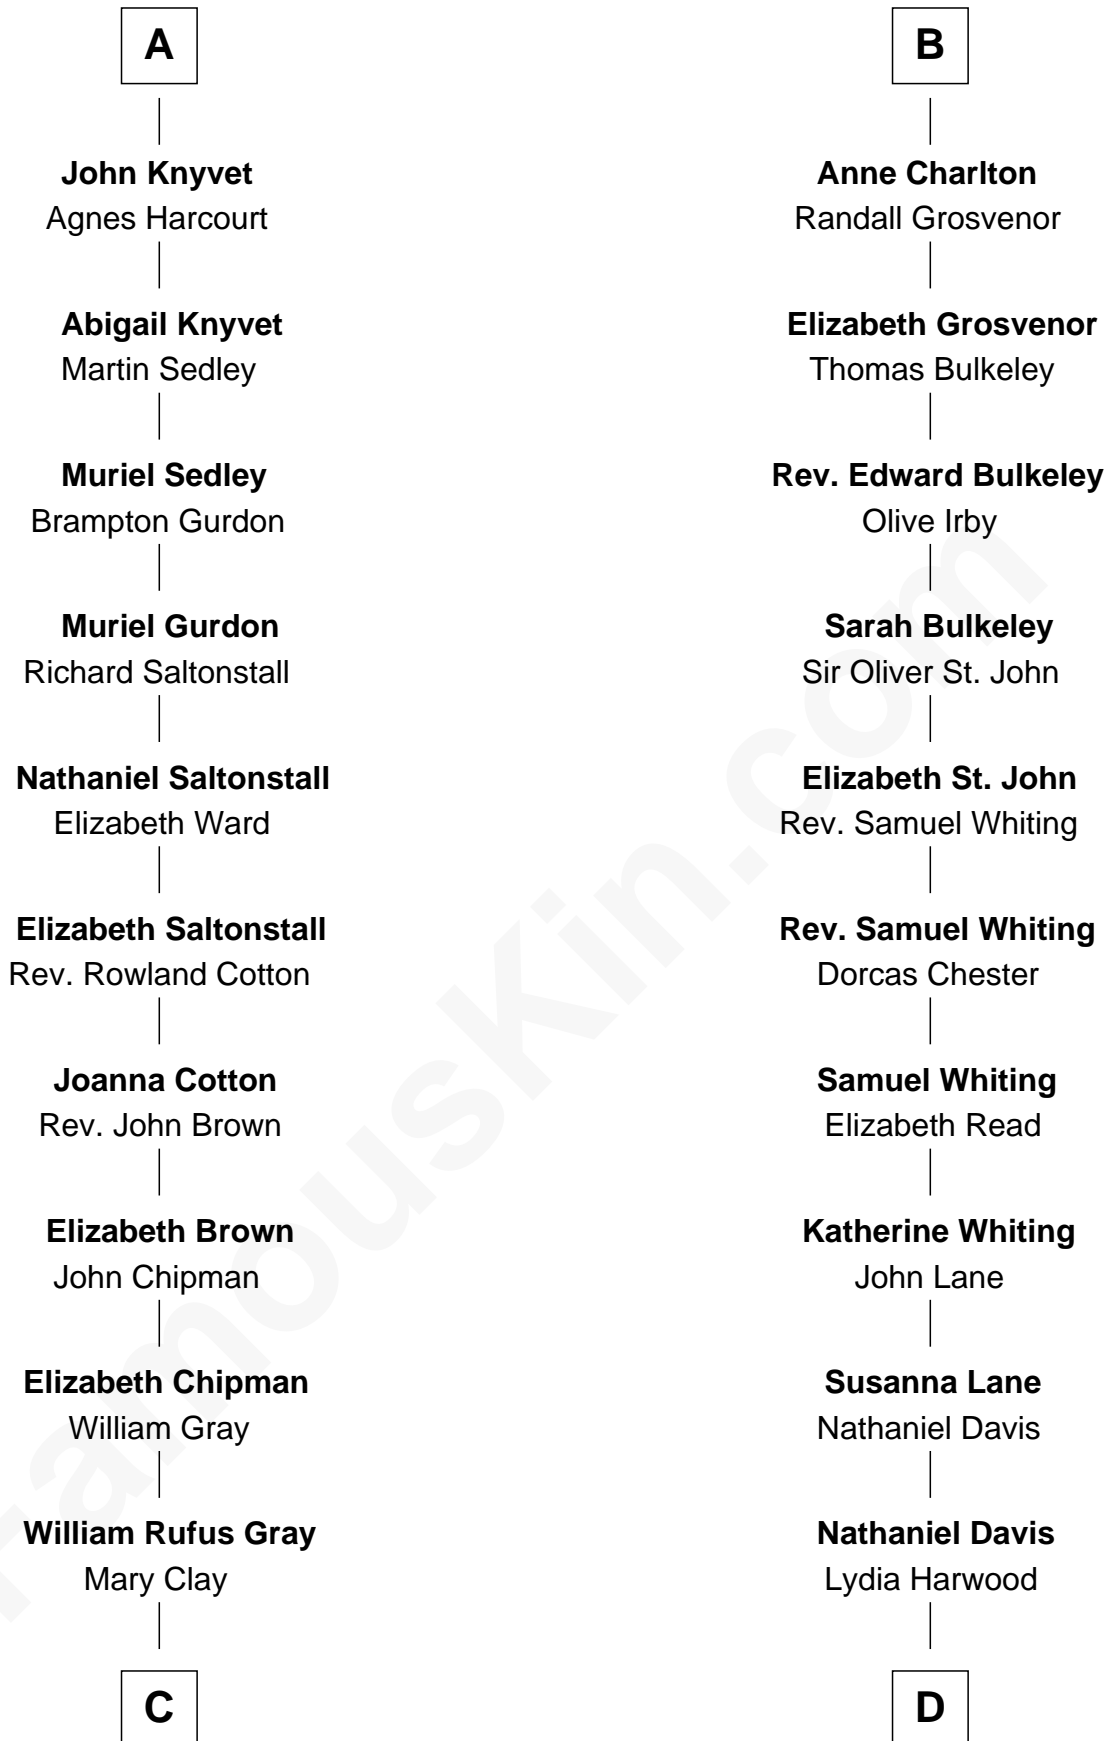 A
John Knyvet
Agnes Harcourt
Abigail Knyvet
Martin Sedley
Muriel Sedley
Brampton Gurdon
Muriel Gurdon
Richard Saltonstall
Nathaniel Saltonstall
Elizabeth Ward
Elizabeth Saltonstall
Rev. Rowland Cotton
Joanna Cotton
Rev. John Brown
Elizabeth Brown
John Chipman
Elizabeth Chipman
William Gray
William Rufus Gray
Mary Clay
C
B
Anne Charlton
Randall Grosvenor
Elizabeth Grosvenor
Thomas Bulkeley
Rev. Edward Bulkeley
Olive Irby
Sarah Bulkeley
Sir Oliver St. John
Elizabeth St. John
Rev. Samuel Whiting
Rev. Samuel Whiting
Dorcas Chester
Samuel Whiting
Elizabeth Read
Katherine Whiting
John Lane
Susanna Lane
Nathaniel Davis
Nathaniel Davis
Lydia Harwood
D
FamousKin.com